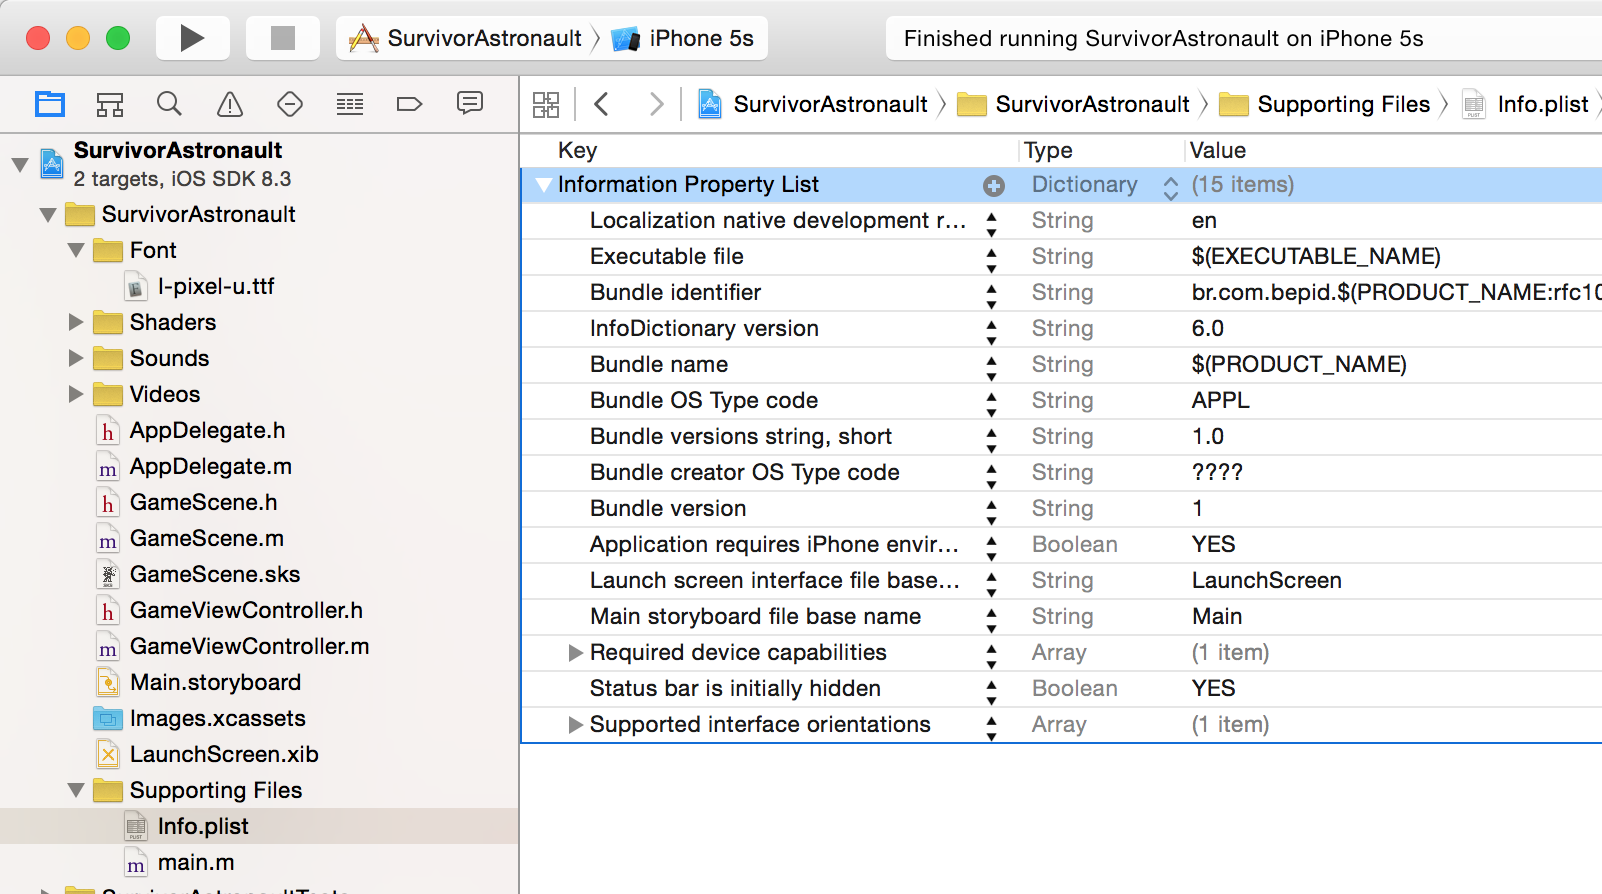 SurvivorAstronault
iPhone 5s
Finished running SurvivorAstronault on iPhone 5s
SurvivorAstronault
SurvivorAstronault
Supporting Files
Info.plist
SurvivorAstronault
2 targets, iOS SDK 8.3
SurvivorAstronault
Font
l-pixel-u.ttf
Shaders
Sounds
Videos
h AppDelegate.h
m AppDelegate.m
h GameScene.h
m GameScene.m
GameScene.sks
h GameViewController.h
m GameViewController.m
Main.storyboard
Images.xcassets
LaunchScreen.xib
Supporting Files
Info.plist
m main.m
Key Type Value
Information Property List Dictionary (15 items)
Localization native development r... String en
Executable file String $(EXECUTABLE_NAME)
Bundle identifier String br.com.bepid.$(PRODUCT_NAME:rfc10
InfoDictionary version String 6.0
Bundle name String $(PRODUCT_NAME)
Bundle OS Type code String APPL
Bundle versions string, short String 1.0
Bundle creator OS Type code String ????
Bundle version String 1
Application requires iPhone envir... Boolean YES
Launch screen interface file base... String LaunchScreen
Main storyboard file base name String Main
Required device capabilities Array (1 item)
Status bar is initially hidden Boolean YES
Supported interface orientations Array (1 item)